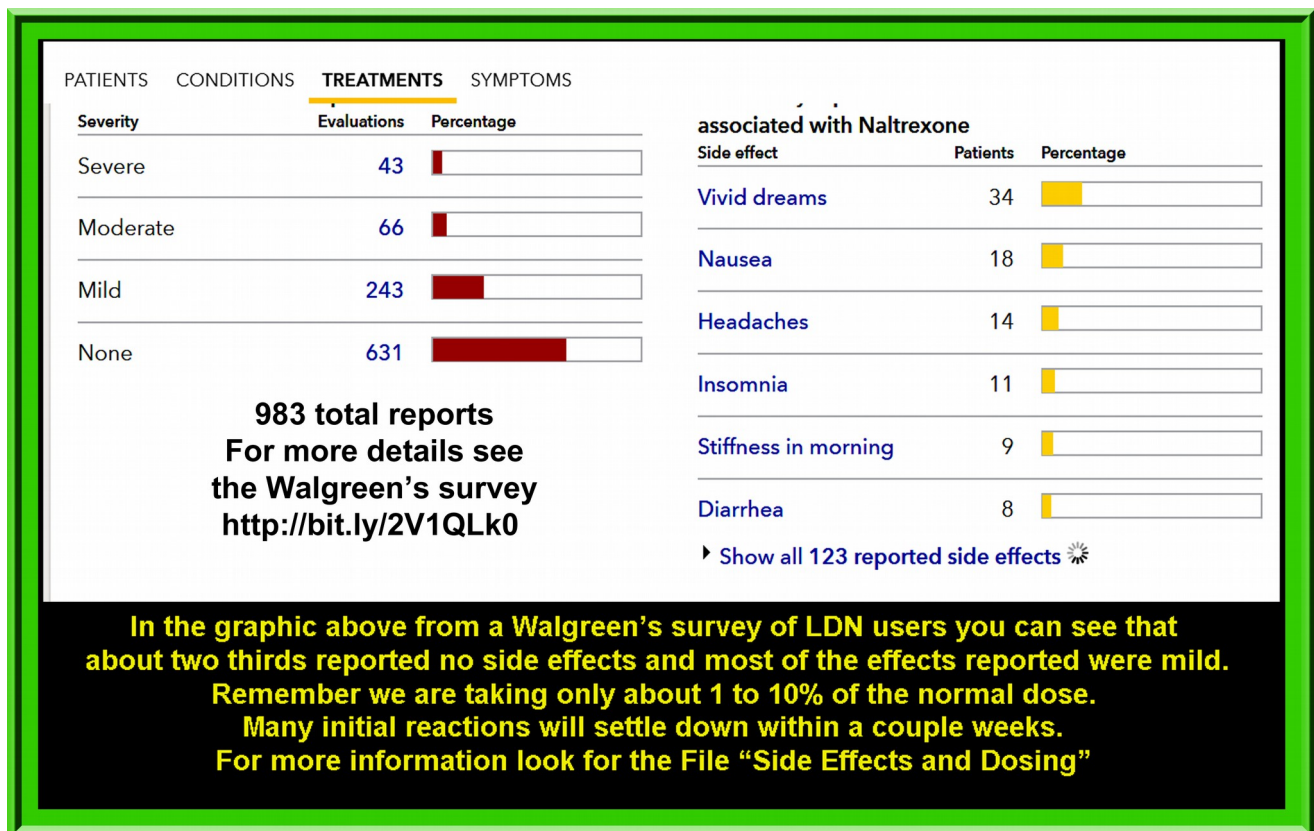 PATIENTS CONDITIONS TREATMENTS SYMPTOMS
Severity Evaluations Percentage
Severe 43
Moderate 66
Mild 243
None 631
983 total reports
For more details see
the Walgreen's survey
http://bit.ly/2V1QLk0
associated with Naltrexone
Side effect Patients Percentage
Vivid dreams 34
Nausea 18
Headaches 14
Insomnia 11
Stiffness in morning 9
Diarrhea 8
Show all 123 reported side effects
In the graphic above from a Walgreen's survey of LDN users you can see that
about two thirds reported no side effects and most of the effects reported were mild.
Remember we are taking only about 1 to 10% of the normal dose.
Many initial reactions will settle down within a couple weeks.
For more information look for the File “Side Effects and Dosing”